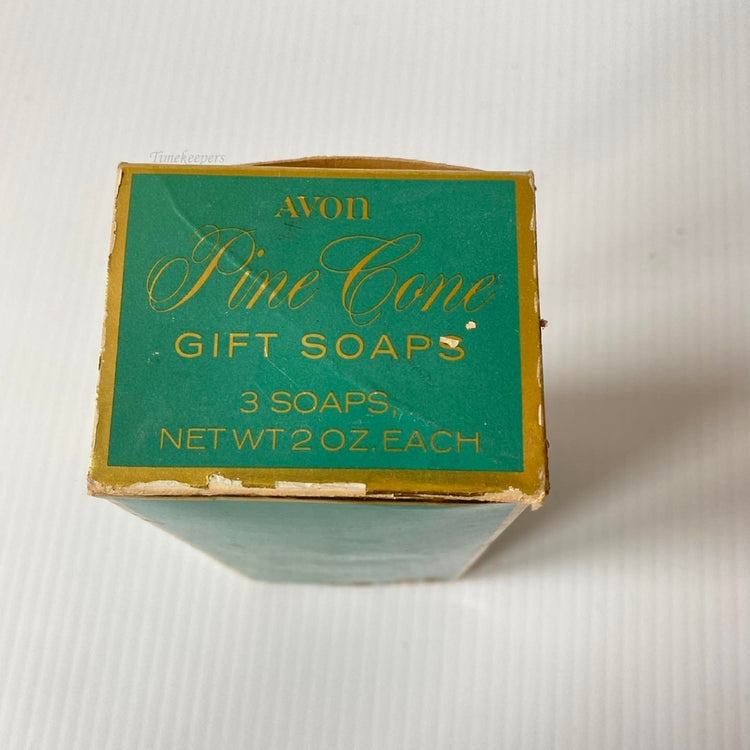 Timekeepers
AVON
Pine Cone
GIFT SOAPS
3 SOAPS,
NET WT 2 OZ. EACH